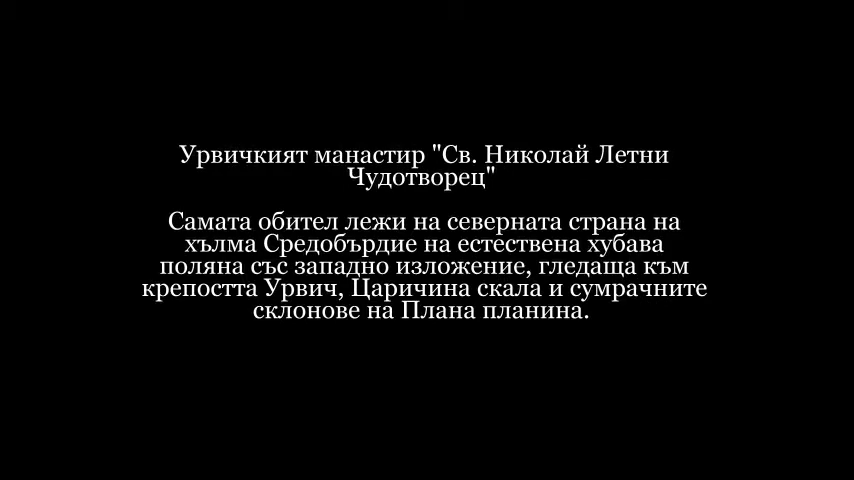 Урвичкият манастир "Св. Николай Летни
Чудотворец"
Самата обител лежи на северната страна на
хълма Средобърдие на естествена хубава
поляна със западно изложение, гледаща към
крепостта Урвич, Царичина скала и сумрачните
склонове на Плана планина.